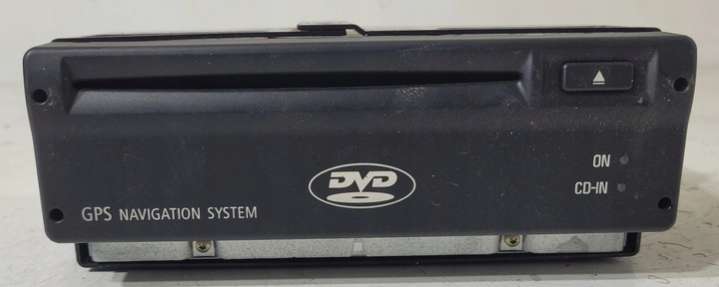 ON
CD-IN
DVD
GPS NAVIGATION SYSTEM